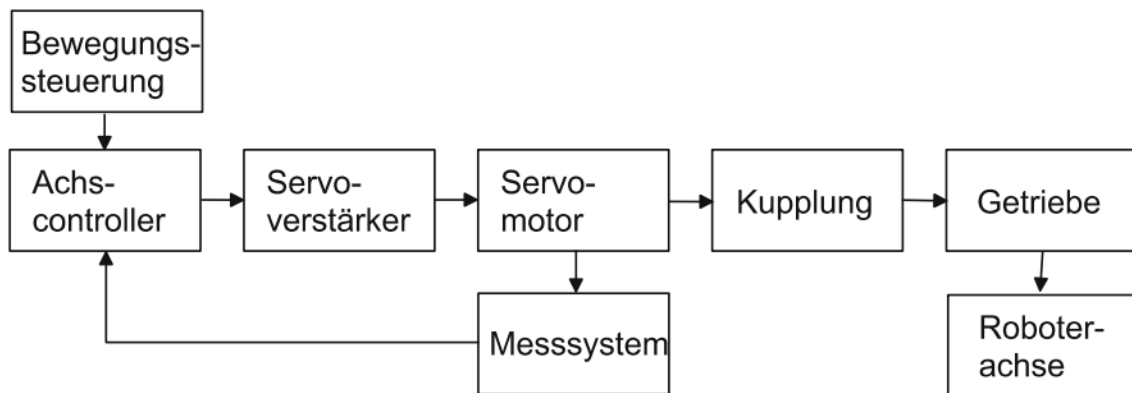 Bewegungs-
steuerung
Achs-
controller
Servo-
verstärker
Servo-
motor
Kupplung
Getriebe
Messsystem
Roboter-
achse